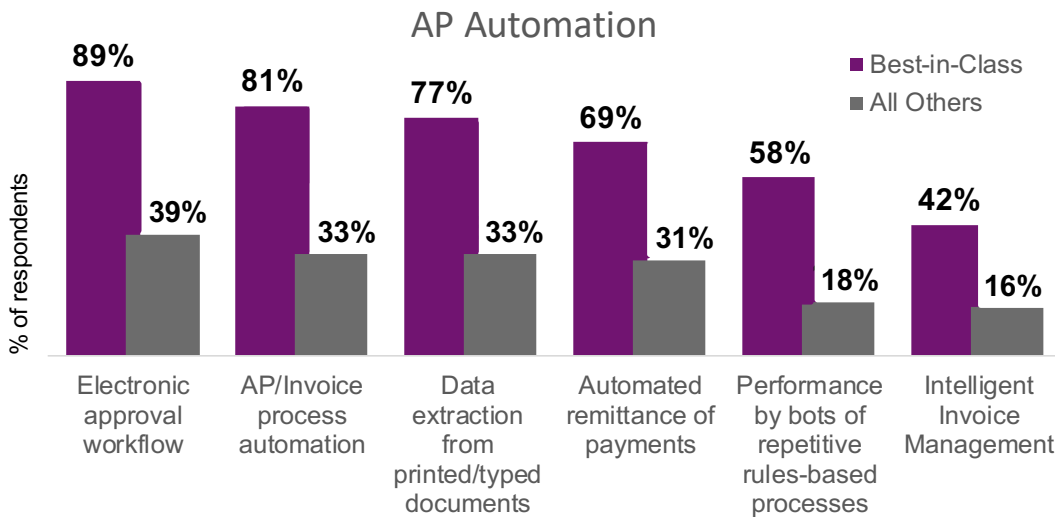 AP Automation
Best-in-Class
All Others
% of respondents
89%
39%
81%
33%
77%
33%
69%
31%
58%
18%
42%
16%
Electronic
approval
workflow
AP/Invoice
process
automation
Data
extraction
from
printed/typed
documents
Automated
remittance of
payments
Performance
by bots of
repetitive
rules-based
processes
Intelligent
Invoice
Management